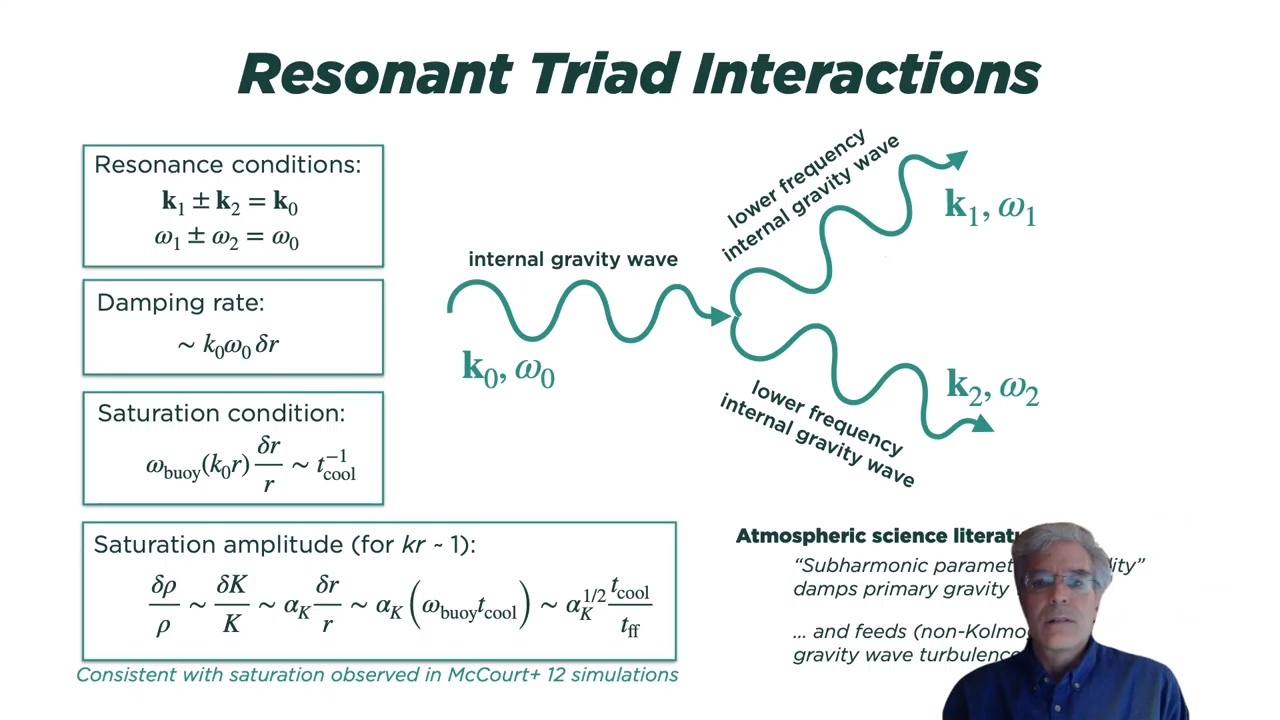 Resonant Triad Interactions
Resonance conditions:
k₁ ± k₂ = k₀
ω₁ ± ω₂ = ω₀
Damping rate:
~ k₀ω₀ δr
Saturation condition:
ω_buoy(k₀r) δr/r ~ t_cool⁻¹
Saturation amplitude (for kr ~ 1):
δρ/ρ ~ δK/K ~ α_K δr/r ~ α_K (ω_buoy t_cool) ~ α_K^1/2 t_cool/t_ff
Consistent with saturation observed in McCourt+ 12 simulations
internal gravity wave
k₀, ω₀
lower frequency
internal gravity wave
k₁, ω₁
lower frequency
internal gravity wave
k₂, ω₂
Atmospheric science
“Subharmonic
damps primary gravity
... and feeds
gravity wave turbulence